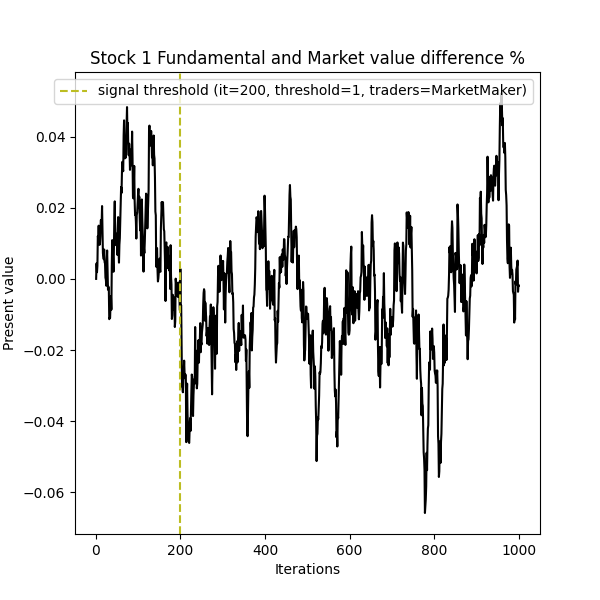 Stock 1 Fundamental and Market value difference %
signal threshold (it=200, threshold=1, traders=MarketMaker)
0.04
0.02
0.00
−0.02
−0.04
−0.06
Present value
0 200 400 600 800 1000
Iterations